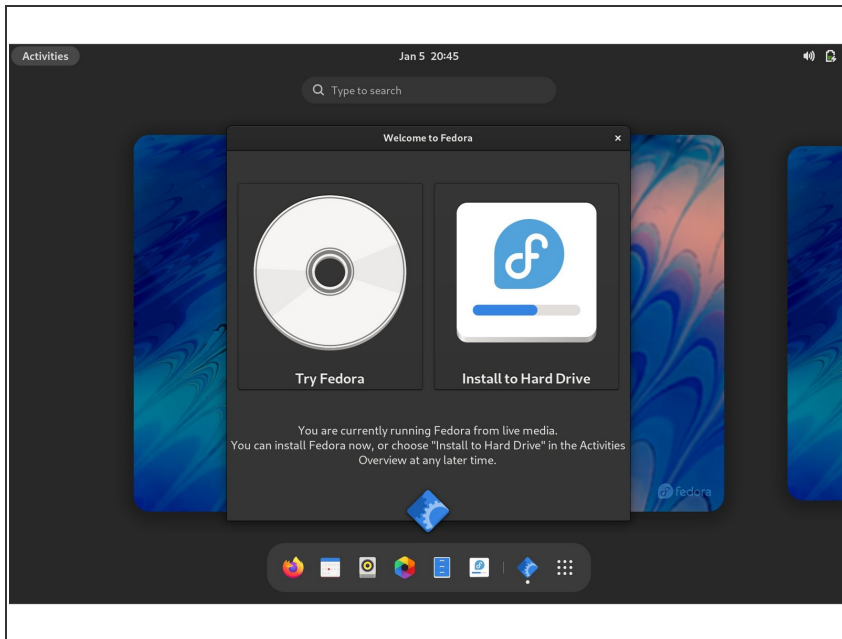 Activities
Jan 5 20:45
Type to search
Welcome to Fedora
Try Fedora
Install to Hard Drive
You are currently running Fedora from live media.
You can install Fedora now, or choose "Install to Hard Drive" in the Activities
Overview at any later time.
fedora